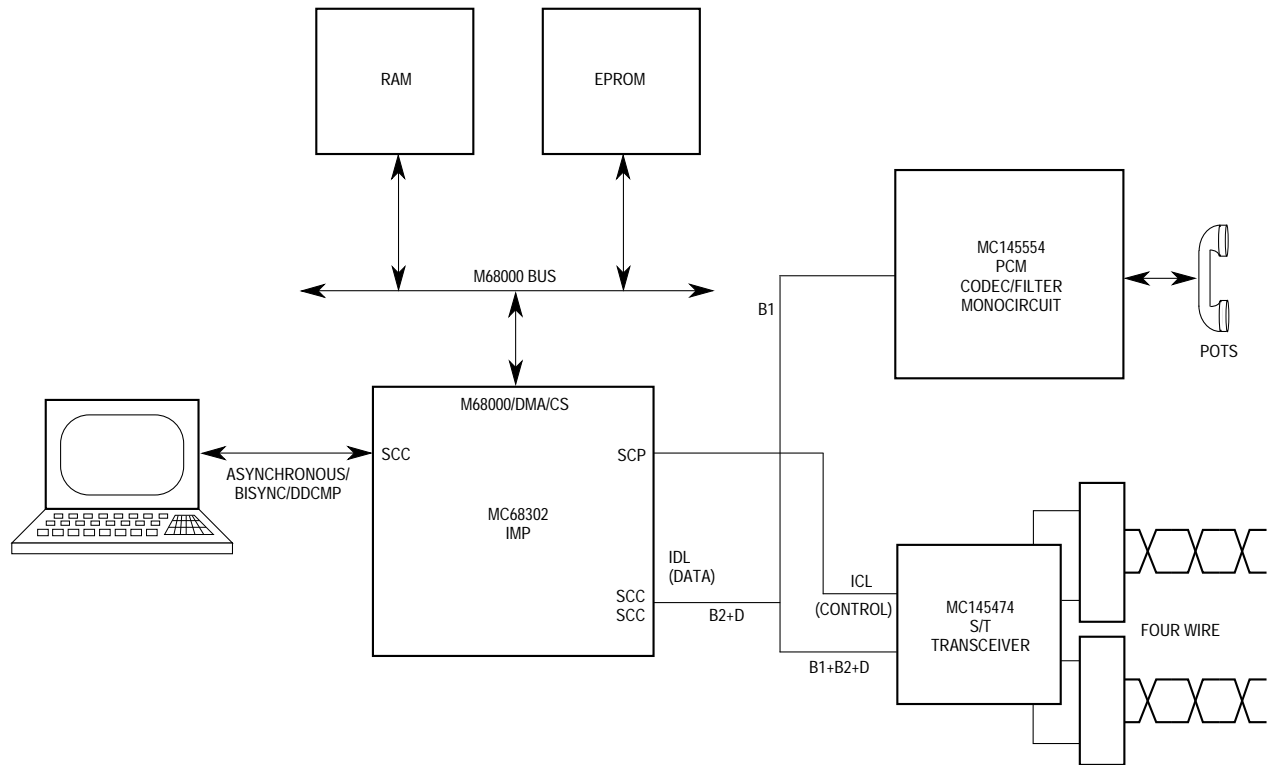 RAM
EPROM
M68000 BUS
MC145554
PCM
CODEC/FILTER
MONOCIRCUIT
B1
POTS
M68000/DMA/CS
SCC
SCP
ASYNCHRONOUS/
BISYNC/DDCMP
MC68302
IMP
IDL
(DATA)
SCC
SCC
B2+D
ICL
(CONTROL)
B1+B2+D
MC145474
S/T
TRANSCEIVER
FOUR WIRE